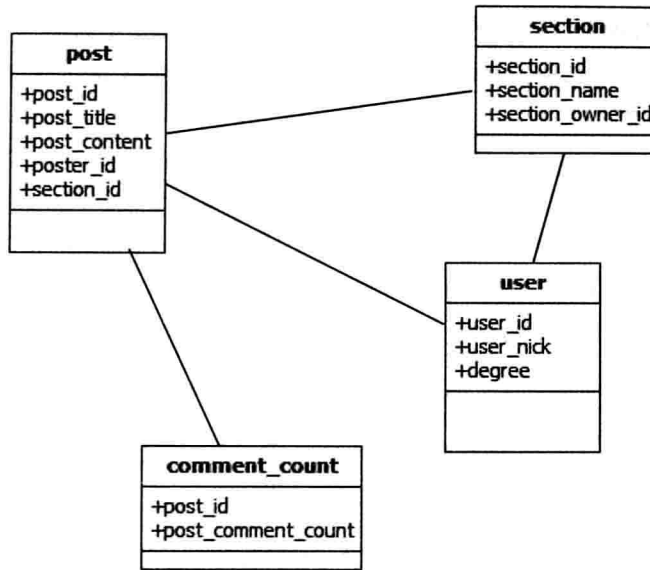 post
+post_id
+post_title
+post_content
+poster_id
+section_id
section
+section_id
+section_name
+section_owner_id
user
+user_id
+user_nick
+degree
comment_count
+post_id
+post_comment_count